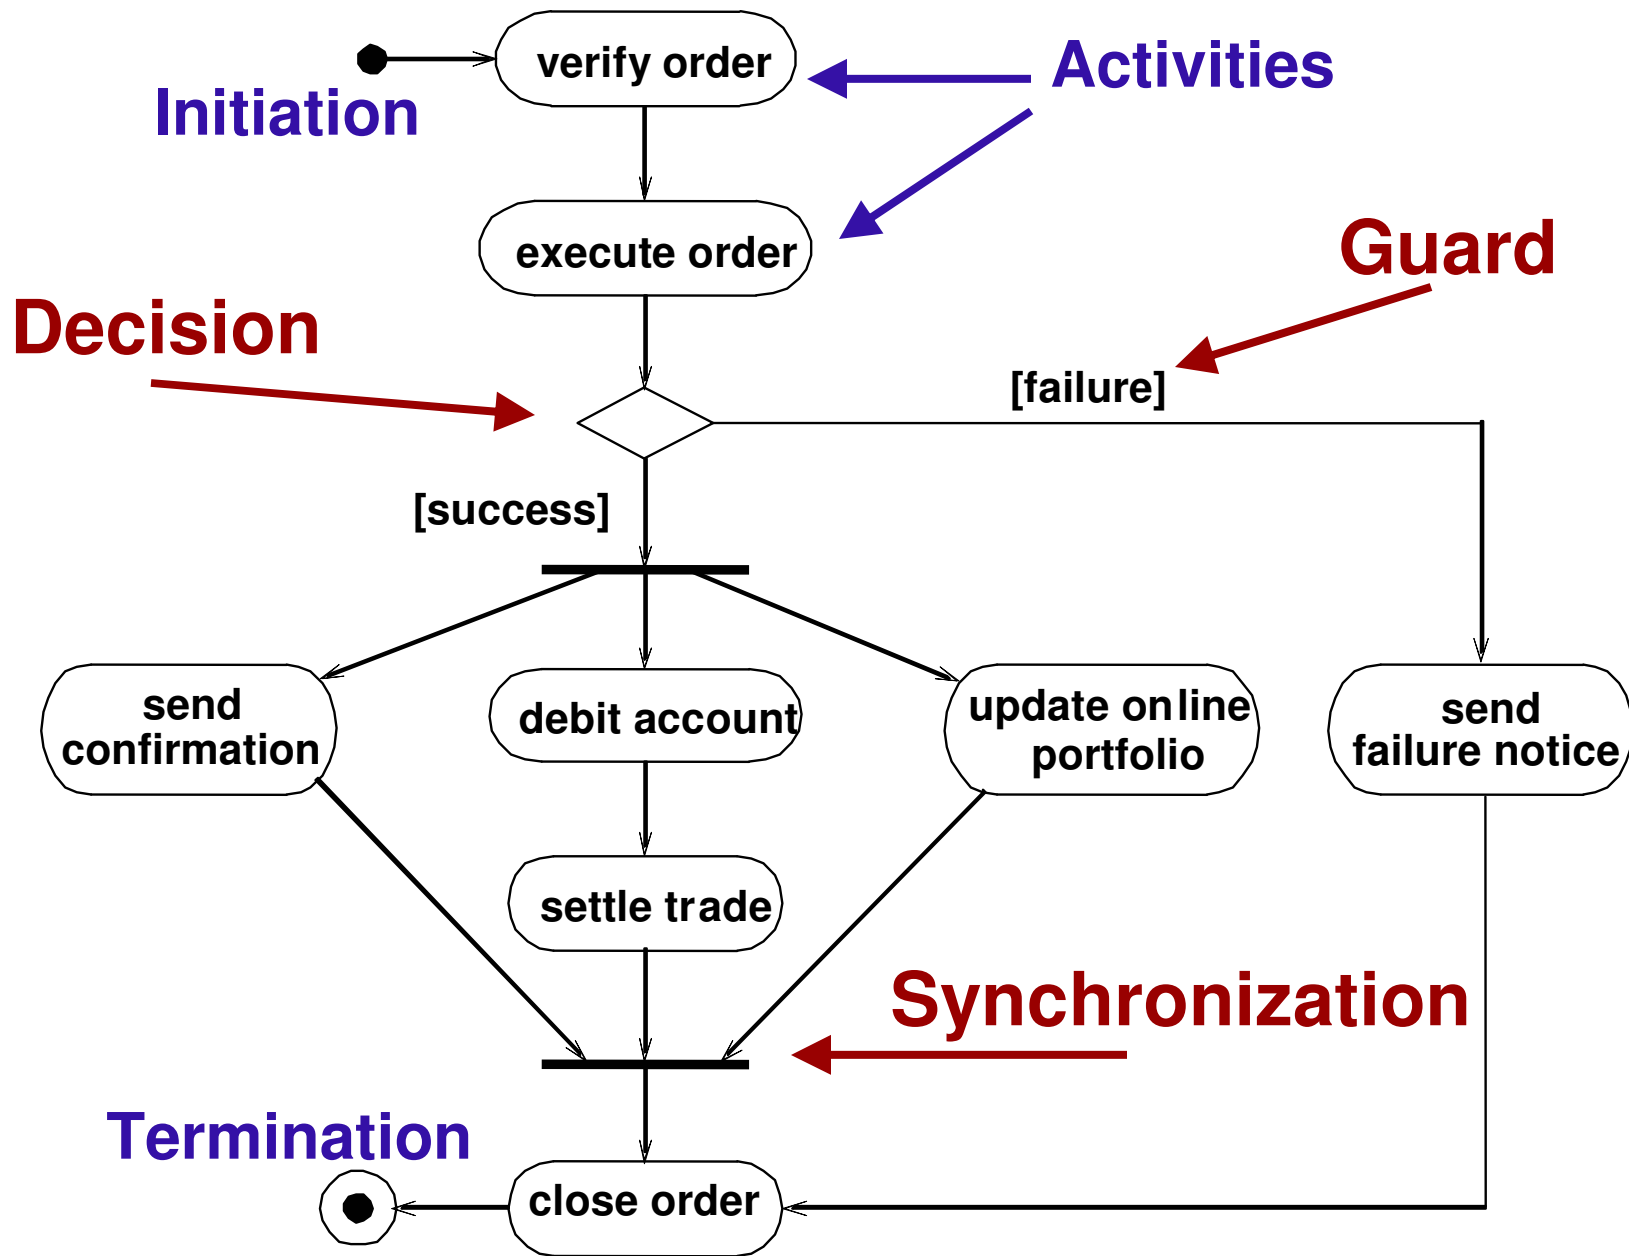 verify order
Activities
Initiation
execute order
Guard
Decision
[failure]
[success]
send
confirmation
debit account
update online
portfolio
send
failure notice
settle trade
Synchronization
Termination
close order